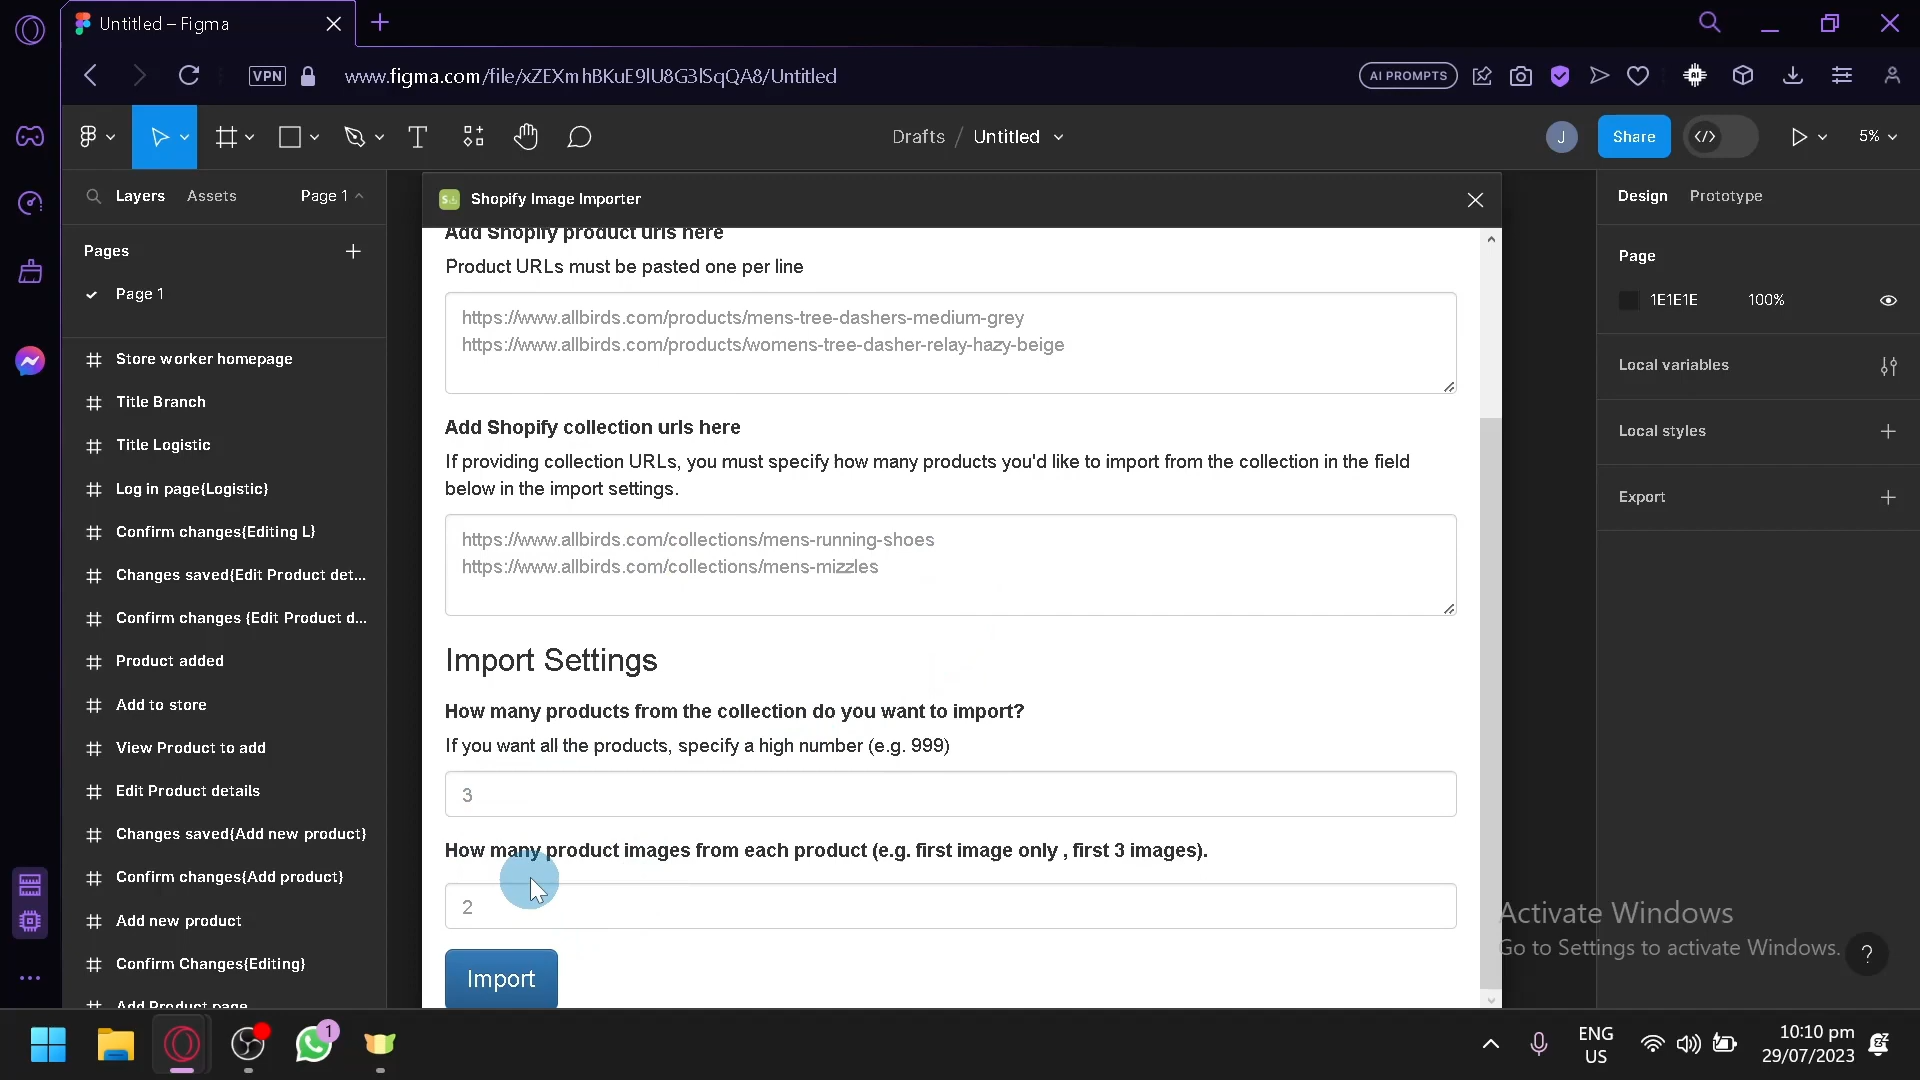 Untitled – Figma
VPN
www.figma.com/file/xZEXmhBKuE9lU8G3lSqQA8/Untitled
AI PROMPTS
Drafts / Untitled
J
Share
5%
Layers
Assets
Page 1
Shopify Image Importer
Design
Prototype
Pages
Page 1
Store worker homepage
Title Branch
Title Logistic
Log in page{Logistic}
Confirm changes{Editing L}
Changes saved{Edit Product det...
Confirm changes {Edit Product d...
Product added
Add to store
View Product to add
Edit Product details
Changes saved{Add new product}
Confirm changes{Add product}
Add new product
Confirm Changes{Editing}
Add Product page
Add Shopify product urls here
Product URLs must be pasted one per line
https://www.allbirds.com/products/mens-tree-dashers-medium-grey
https://www.allbirds.com/products/womens-tree-dasher-relay-hazy-beige
Add Shopify collection urls here
If providing collection URLs, you must specify how many products you'd like to import from the collection in the field
below in the import settings.
https://www.allbirds.com/collections/mens-running-shoes
https://www.allbirds.com/collections/mens-mizzles
Import Settings
How many products from the collection do you want to import?
If you want all the products, specify a high number (e.g. 999)
3
How many product images from each product (e.g. first image only , first 3 images).
2
Import
Page
1E1E1E
100%
Local variables
Local styles
Export
Activate Windows
Go to Settings to activate Windows.
?
1
ENG
US
10:10 pm
29/07/2023